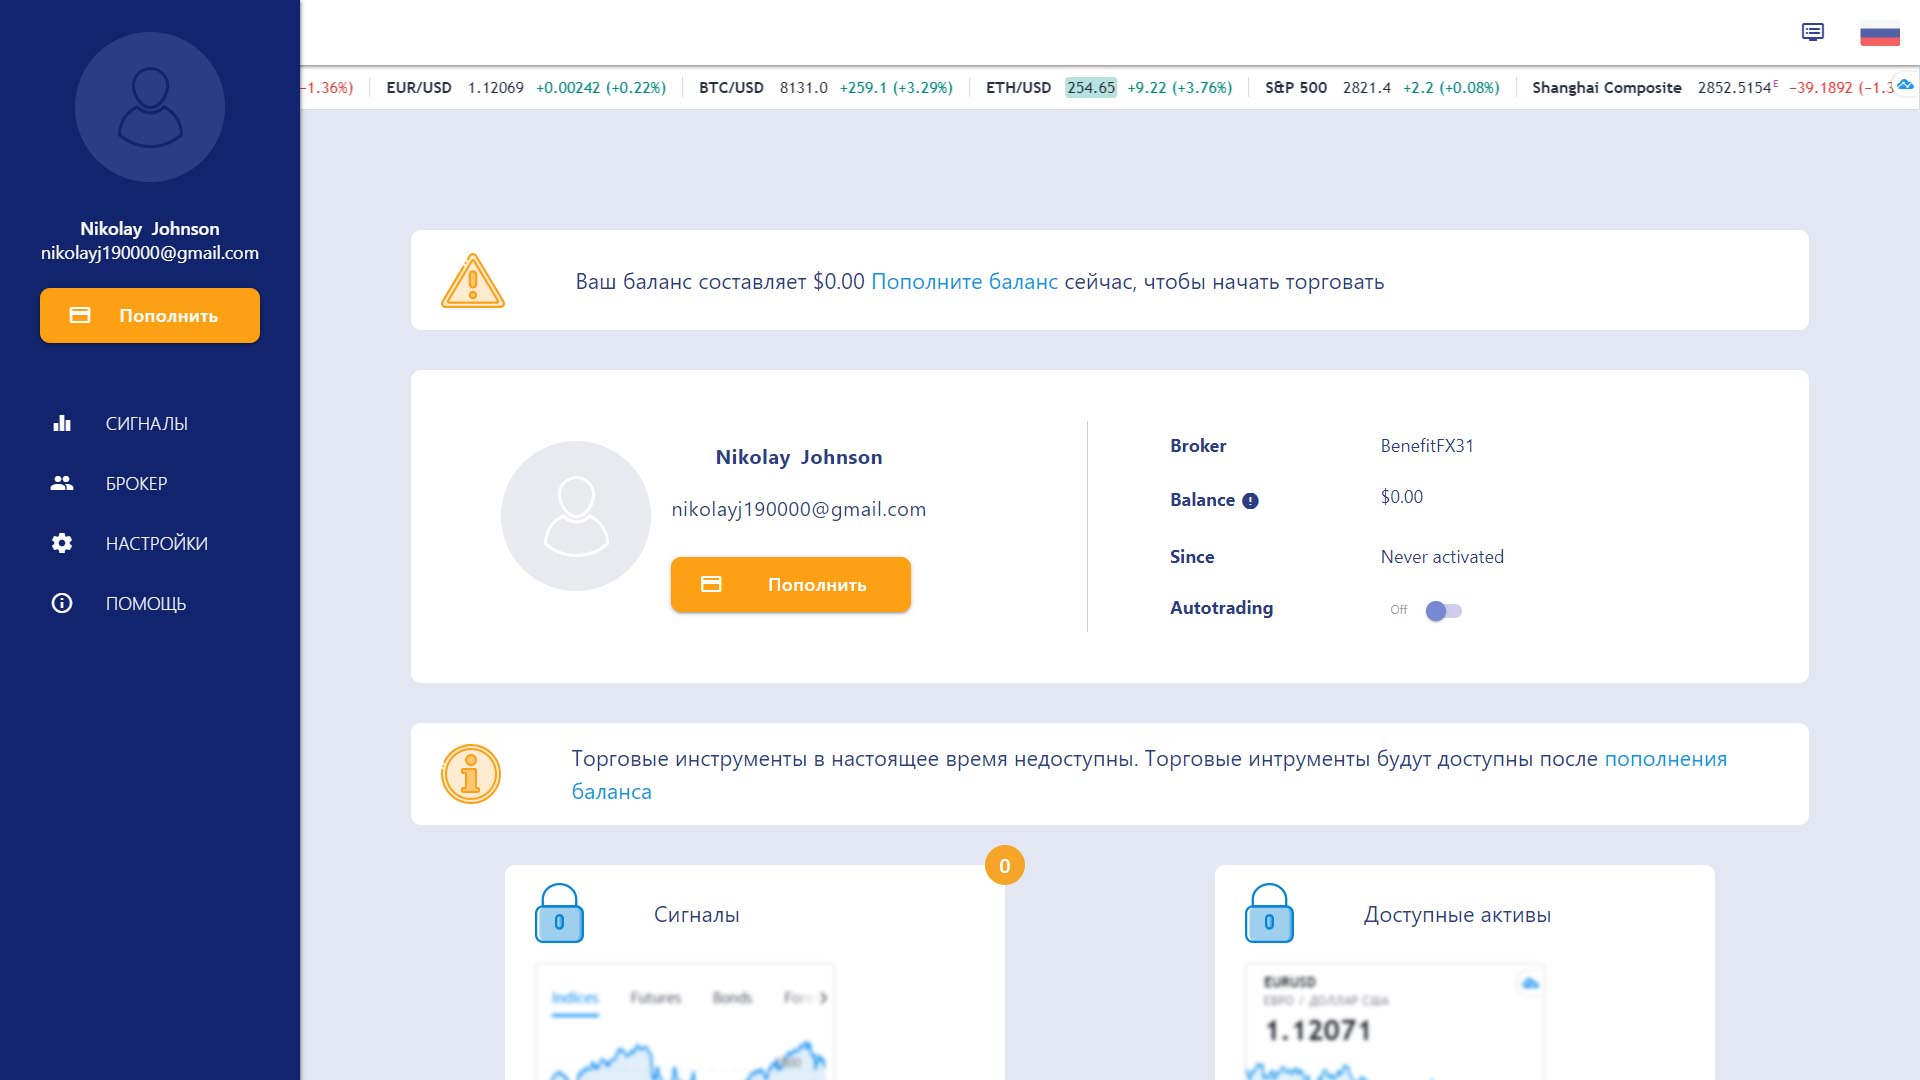 Nikolay Johnson
nikolayj190000@gmail.com
Пополнить
СИГНАЛЫ
БРОКЕР
НАСТРОЙКИ
ПОМОЩЬ
−1.36%) EUR/USD 1.12069 +0.00242 (+0.22%) BTC/USD 8131.0 +259.1 (+3.29%) ETH/USD 254.65 +9.22 (+3.76%) S&P 500 2821.4 +2.2 (+0.08%) Shanghai Composite 2852.5154 E −39.1892 (−1.3
Ваш баланс составляет $0.00 Пополните баланс сейчас, чтобы начать торговать
Nikolay Johnson
nikolayj190000@gmail.com
Пополнить
Broker BenefitFX31
Balance $0.00
Since Never activated
Autotrading Off
Торговые инструменты в настоящее время недоступны. Торговые интрументы будут доступны после пополнения
баланса
0
Сигналы
Indices Futures Bonds For
Доступные активы
EURUSD
ЕВРО / ДОЛЛАР США
1.12071